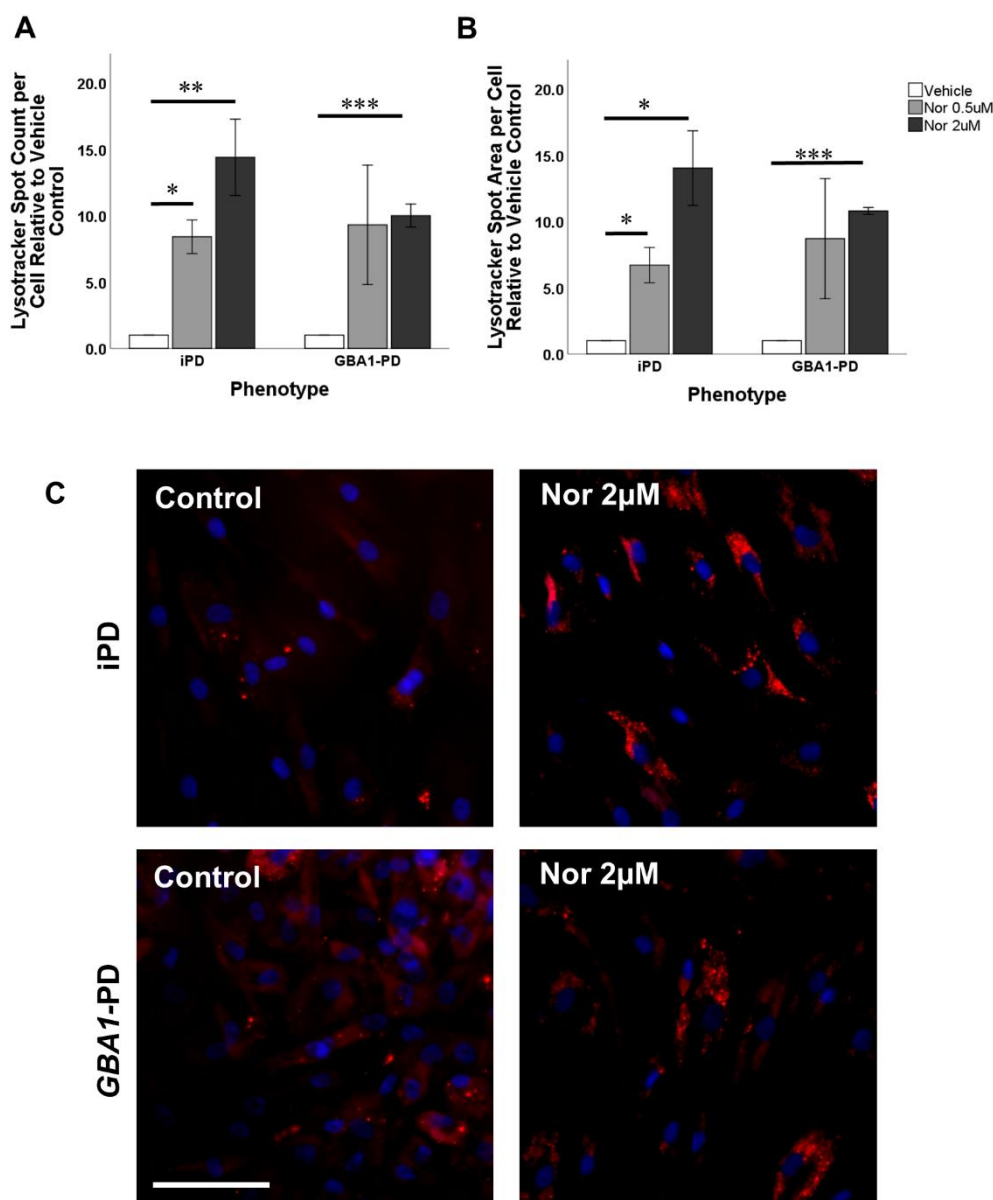 A
Lysotracker Spot Count per
Cell Relative to Vehicle
Control
20.0
15.0
10.0
5.0
0.0
**
*
***
iPD
GBA1-PD
Phenotype
B
Lysotracker Spot Area per Cell
Relative to Vehicle Control
20.0
15.0
10.0
5.0
0.0
*
*
***
iPD
GBA1-PD
Phenotype
Vehicle
Nor 0.5uM
Nor 2uM
C
Control
Nor 2µM
iPD
Control
Nor 2µM
GBA1-PD